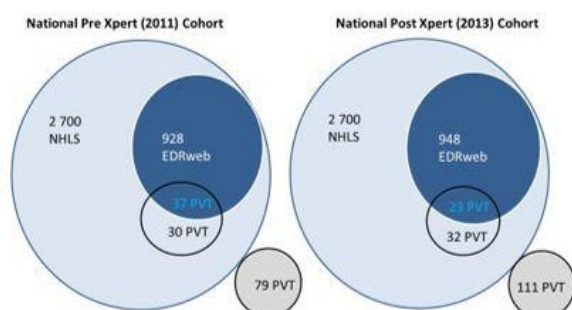 National Pre Xpert (2011) Cohort
2 700
NHLS
928
EDRweb
37 PVT
30 PVT
79 PVT
National Post Xpert (2013) Cohort
2 700
NHLS
948
EDRweb
23 PVT
32 PVT
111 PVT